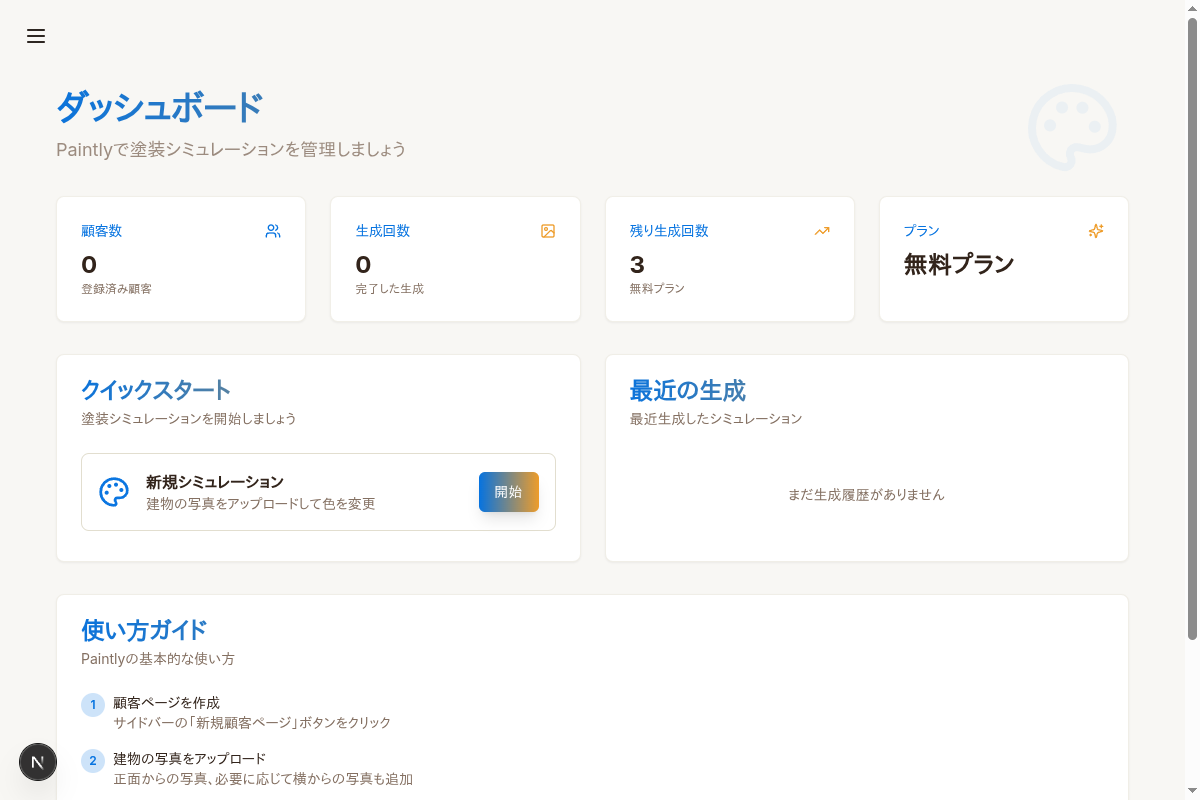 ダッシュボード
Paintlyで塗装シミュレーションを管理しましょう
顧客数
0
登録済み顧客
生成回数
0
完了した生成
残り生成回数
3
無料プラン
プラン
無料プラン
クイックスタート
塗装シミュレーションを開始しましょう
新規シミュレーション
建物の写真をアップロードして色を変更
開始
最近の生成
最近生成したシミュレーション
まだ生成履歴がありません
使い方ガイド
Paintlyの基本的な使い方
1
顧客ページを作成
サイドバーの「新規顧客ページ」ボタンをクリック
2
建物の写真をアップロード
正面からの写真、必要に応じて横からの写真も追加
N